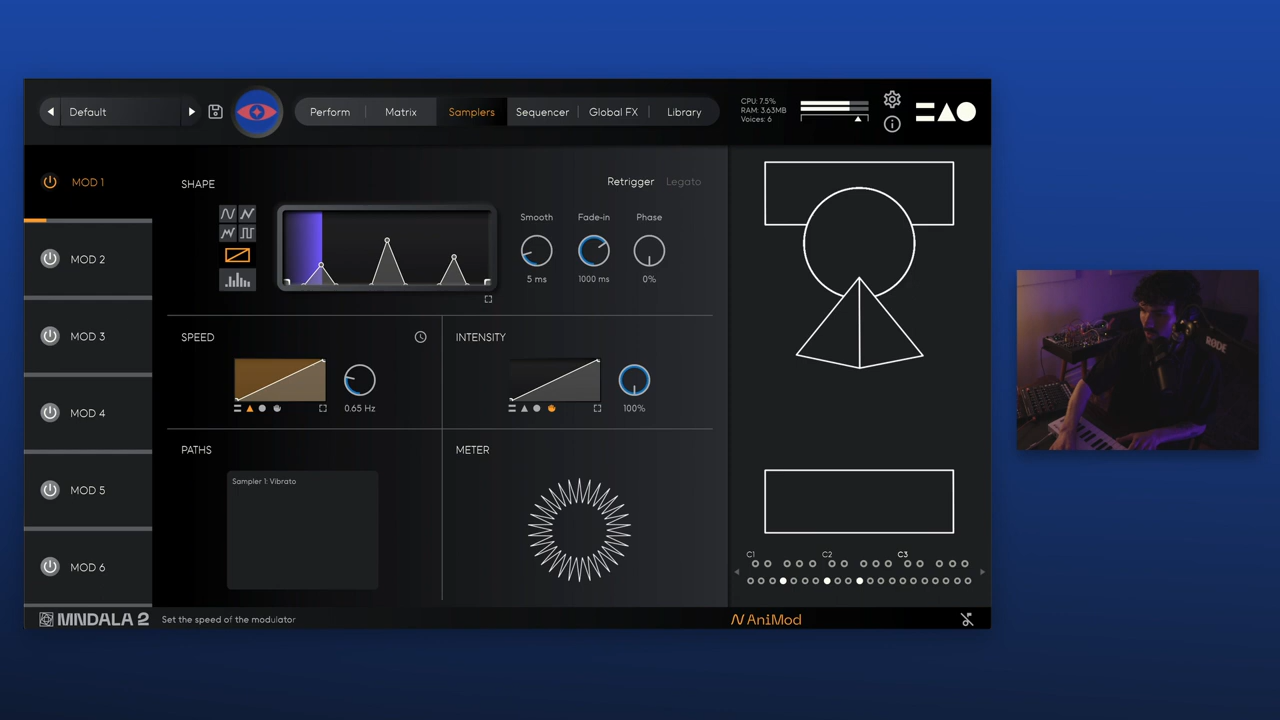 Default
Perform
Matrix
Samplers
Sequencer
Global FX
Library
CPU: 7.5%
RAM: 3.63MB
Voices: 6
MOD 1
MOD 2
MOD 3
MOD 4
MOD 5
MOD 6
SHAPE
Retrigger
Legato
Smooth
Fade-in
Phase
5 ms
1000 ms
0%
SPEED
0.65 Hz
INTENSITY
100%
PATHS
Sampler 1: Vibrato
METER
C1
C2
C3
MNDALA 2
Set the speed of the modulator
AniMod
RØDE